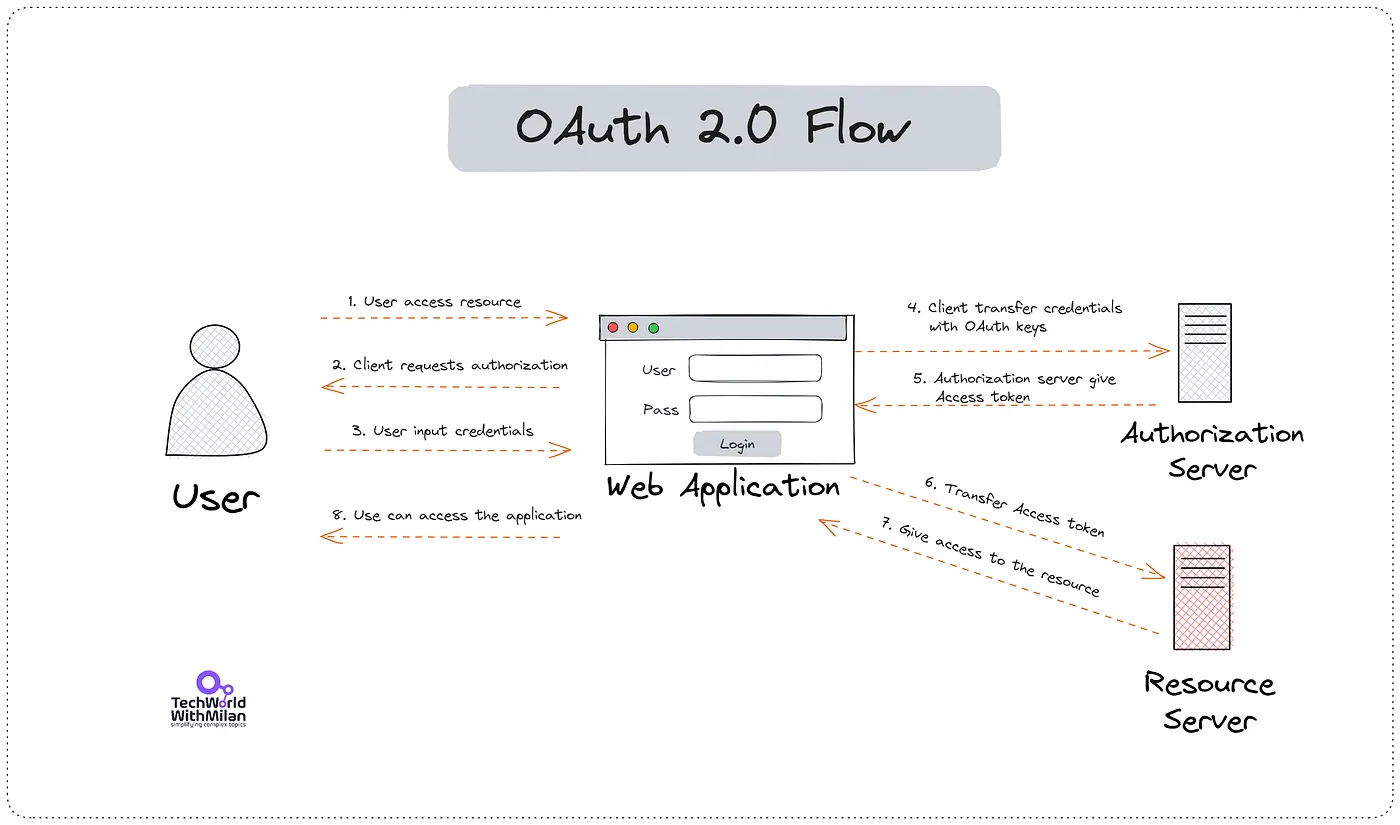 OAuth 2.0 Flow
1. User access resource
2. Client requests authorization
3. User input credentials
8. Use can access the application
User
User
Pass
Login
Web Application
4. Client transfer credentials
with OAuth keys
5. Authorization server give
Access token
Authorization
Server
6. Transfer Access token
7. Give access to the resource
Resource
Server
TechWorld
WithMilan
simplifying complex topics